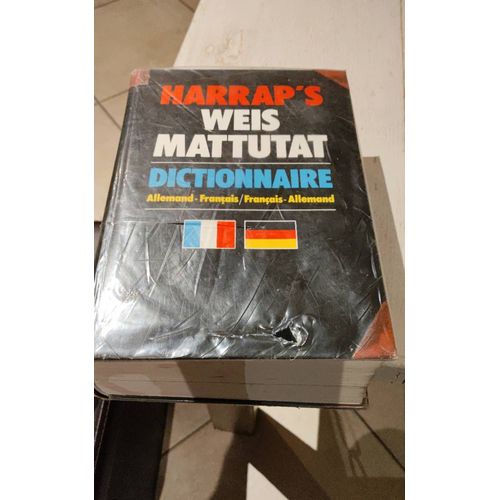 HARRAP'S
WEIS
MATTUTAT
DICTIONNAIRE
Allemand-Français/Français-Allemand